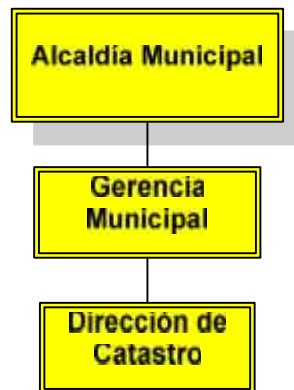 Alcaldía Municipal
Gerencia
Municipal
Dirección de
Catastro